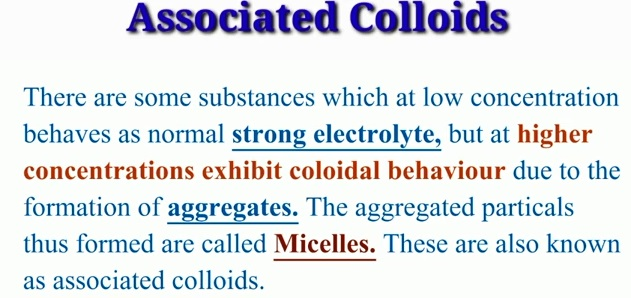 Associated Colloids
There are some substances which at low concentration
behaves as normal strong electrolyte, but at higher
concentrations exhibit coloidal behaviour due to the
formation of aggregates. The aggregated particals
thus formed are called Micelles. These are also known
as associated colloids.